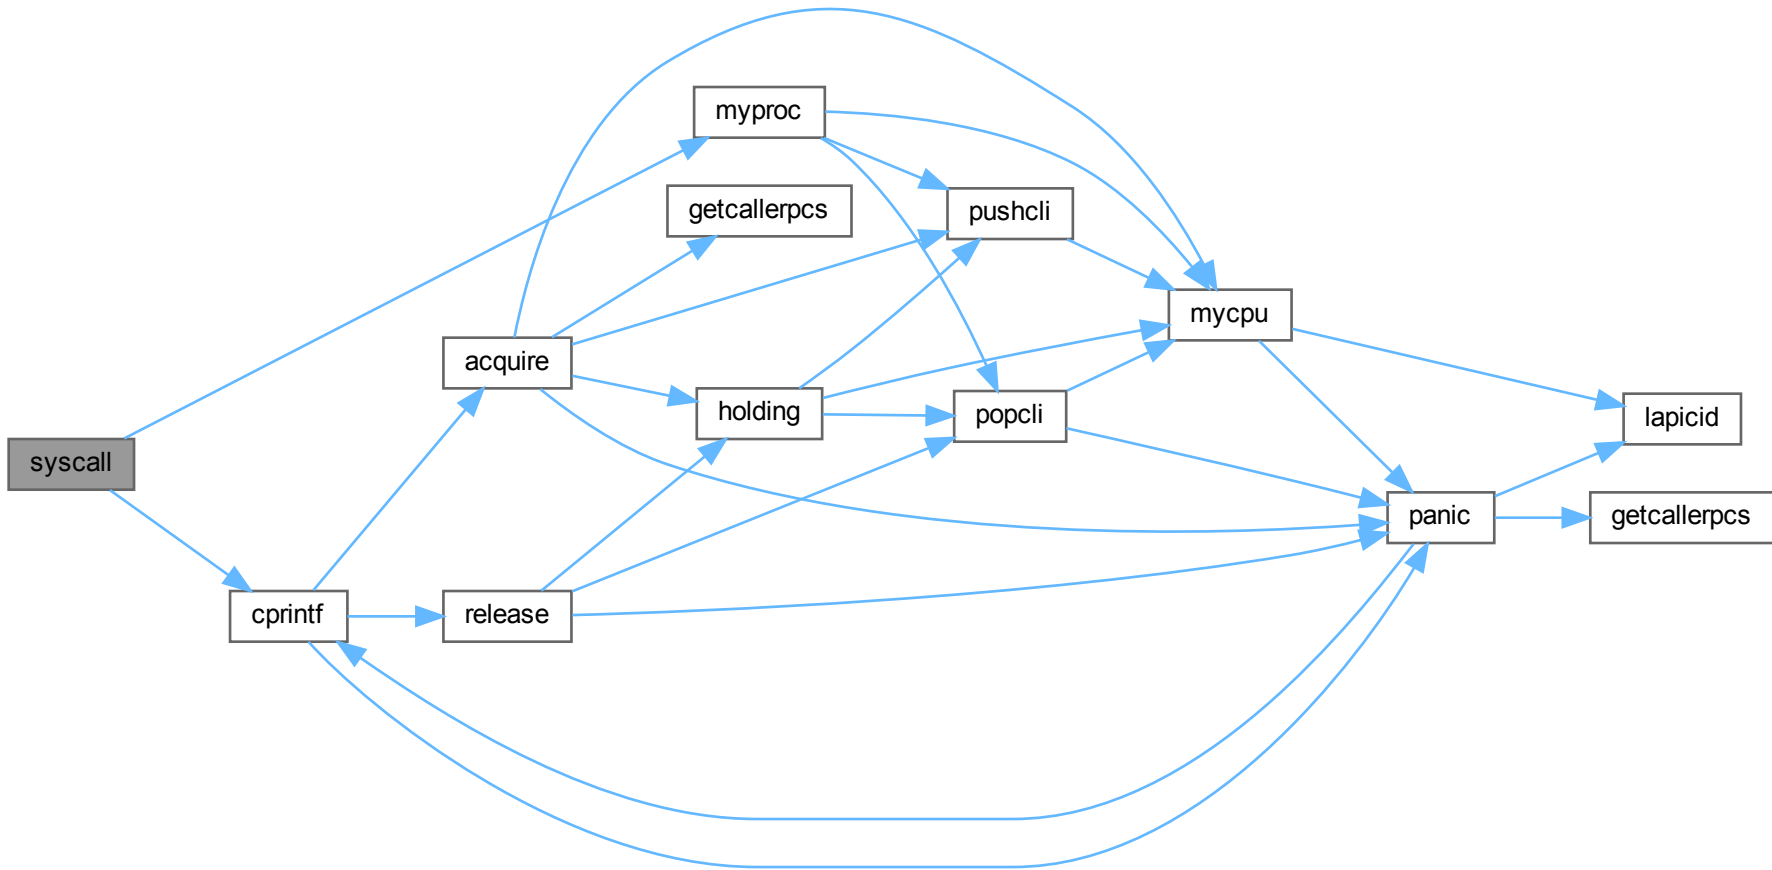 syscall
myproc
getcallerpcs
pushcli
acquire
mycpu
holding
popcli
lapicid
cprintf
release
panic
getcallerpcs